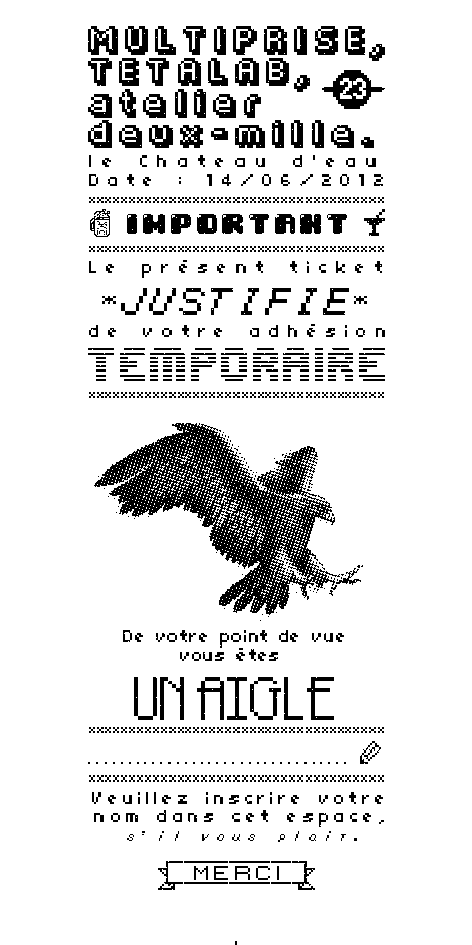 MULTIPRISE,
TETALAB,
23
atelier
deux-mille.
le Chateau d'eau
Date : 14/06/2012
IMPORTANT
Le présent ticket
*JUSTIFIE*
de votre adhésion
TEMPORAIRE
De votre point de vue
vous êtes
UN AIGLE
................................
Veuillez inscrire votre
nom dans cet espace,
s'il vous plait.
MERCI